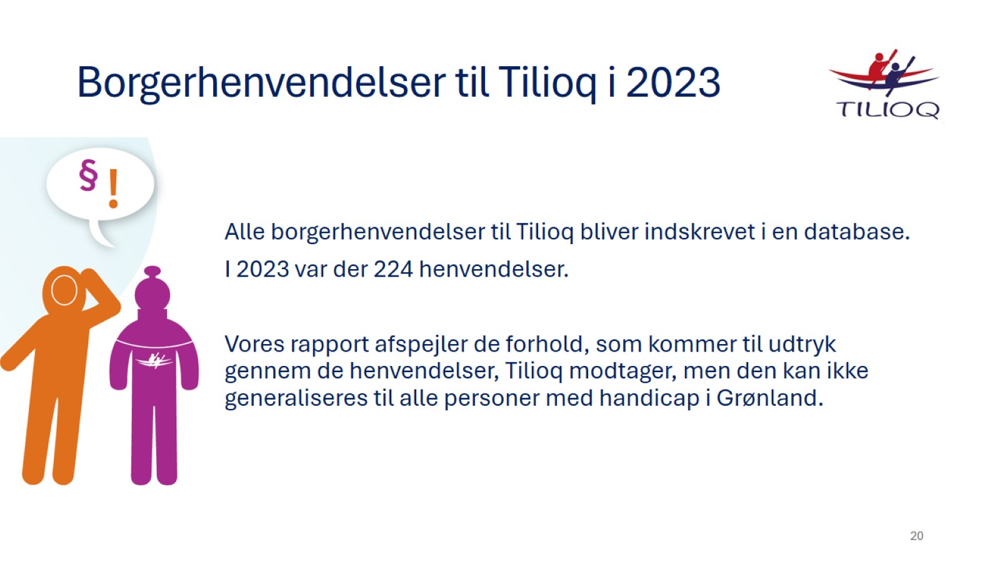 Borgerhenvendelser til Tilioq i 2023
TILIOQ
§ !
Alle borgerhenvendelser til Tilioq bliver indskrevet i en database.
I 2023 var der 224 henvendelser.
Vores rapport afspejler de forhold, som kommer til udtryk
gennem de henvendelser, Tilioq modtager, men den kan ikke
generaliseres til alle personer med handicap i Grønland.
20